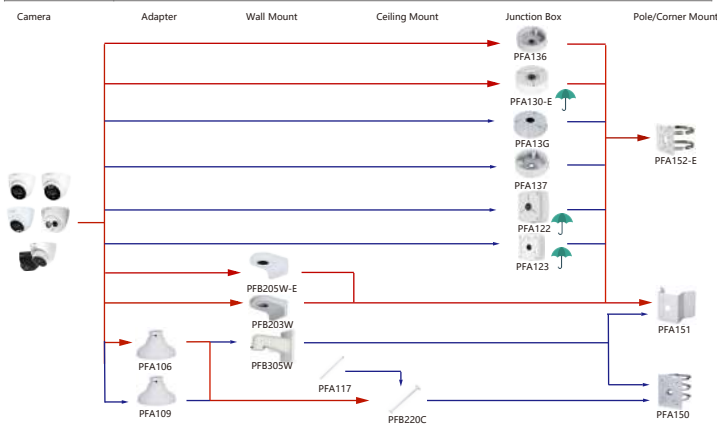 Camera Adapter Wall Mount Ceiling Mount Junction Box Pole/Corner Mount
PFA136
PFA130-E
PFA13G
PFA152-E
PFA137
PFA122
PFA123
PFB205W-E
PFB203W
PFA151
PFA106
PFB305W
PFA117
PFA109
PFB220C
PFA150